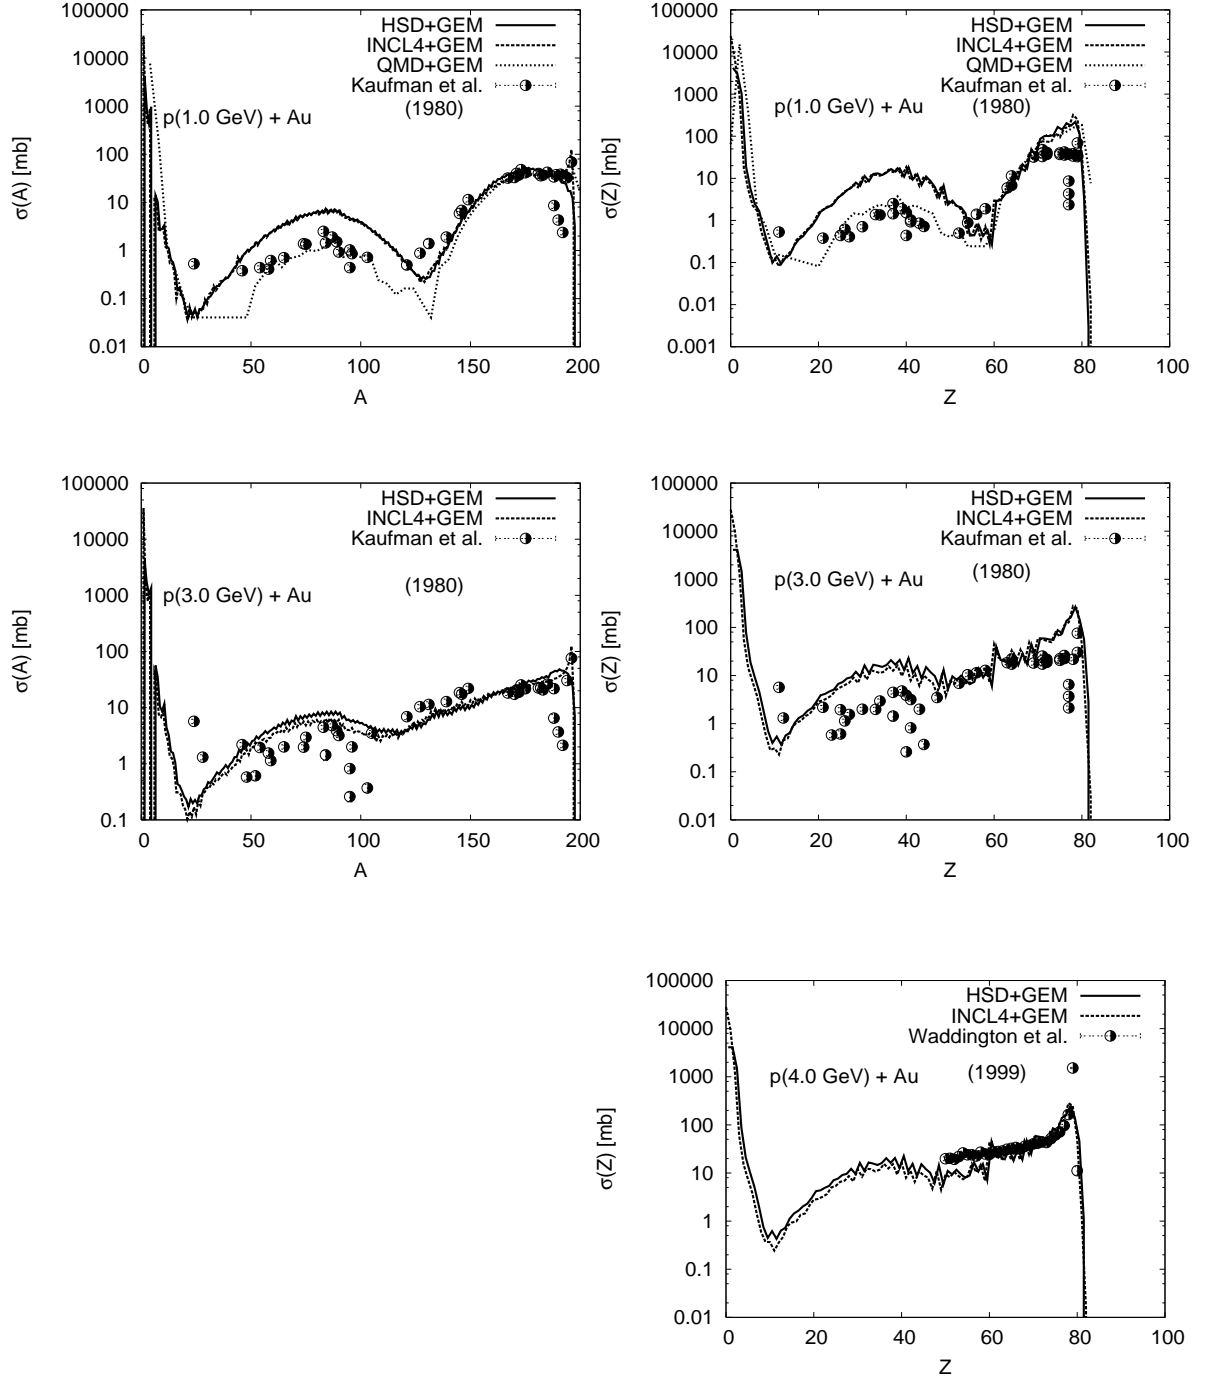 100000
10000
1000
100
10
1
0.1
0.01
σ(A) [mb]
HSD+GEM
INCL4+GEM
QMD+GEM
Kaufman et al.
(1980)
p(1.0 GeV) + Au
0 50 100 150 200
A
100000
10000
1000
100
10
1
0.1
0.01
0.001
σ(Z) [mb]
HSD+GEM
INCL4+GEM
QMD+GEM
Kaufman et al.
p(1.0 GeV) + Au (1980)
0 20 40 60 80 100
Z
100000
10000
1000
100
10
1
0.1
σ(A) [mb]
HSD+GEM
INCL4+GEM
Kaufman et al.
(1980)
p(3.0 GeV) + Au
0 50 100 150 200
A
100000
10000
1000
100
10
1
0.1
0.01
σ(Z) [mb]
HSD+GEM
INCL4+GEM
Kaufman et al.
(1980)
p(3.0 GeV) + Au
0 20 40 60 80 100
Z
100000
10000
1000
100
10
1
0.1
0.01
σ(Z) [mb]
HSD+GEM
INCL4+GEM
Waddington et al.
p(4.0 GeV) + Au (1999)
0 20 40 60 80 100
Z